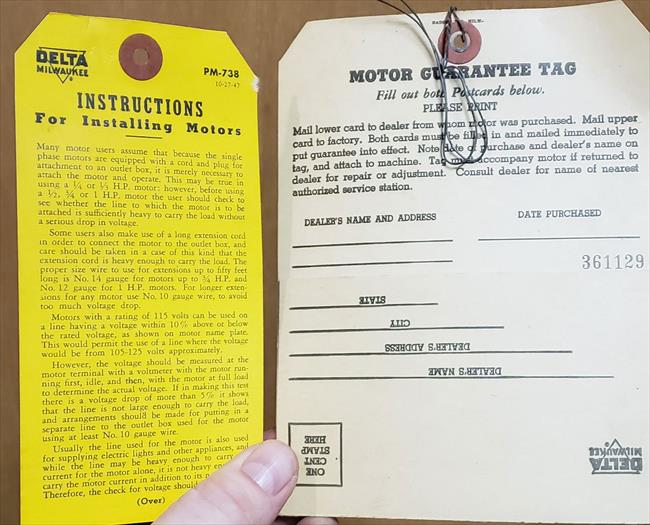 DELTA
MILWAUKEE
PM-738
10-27-47
INSTRUCTIONS
For Installing Motors
Many motor users assume that because the single
phase motors are equipped with a cord and plug for
attachment to an outlet box, it is merely necessary to
attach the motor and operate. This may be true in
using a ¼ or ⅓ H.P. motor; however, before using
a ½, ¾ or 1 H.P. motor the user should check to
see whether the line to which the motor is to be
attached is sufficiently heavy to carry the load without
a serious drop in voltage.
Some users also make use of a long extension cord
in order to connect the motor to the outlet box, and
care should be taken in a case of this kind that the
extension cord is heavy enough to carry the load. The
proper size wire to use for extensions up to fifty feet
long is No. 14 gauge for motors up to ¾ H.P. and
No. 12 gauge for 1 H.P. motors. For longer exten-
sions for any motor use No. 10 gauge wire, to avoid
too much voltage drop.
Motors with a rating of 115 volts can be used on
a line having a voltage within 10% above or below
the rated voltage, as shown on motor name plate.
This would permit the use of a line where the voltage
would be from 105-125 volts approximately.
However, the voltage should be measured at the
motor terminal with a voltmeter with the motor run-
ning first, idle, and then, with the motor at full load
to determine the actual voltage. If in making this test
there is a voltage drop of more than 5% it shows
that the line is not large enough to carry the load,
and arrangements should be made for putting in a
separate line to the outlet box used for the motor
using at least No. 10 gauge wire.
Usually the line used for the motor is also used
for supplying electric lights and other appliances, and
while the line may be heavy enough to carry
current for the motor alone, it is not heavy
carry the motor current in addition to its
Therefore, the check for voltage should
(Over)
MOTOR GUARANTEE TAG
Fill out both Postcards below.
PLEASE PRINT
Mail lower card to dealer from whom motor was purchased. Mail upper
card to factory. Both cards must be filled in and mailed immediately to
put guarantee into effect. Note date of purchase and dealer's name on
tag, and attach to machine. Tag must accompany motor if returned to
dealer for repair or adjustment. Consult dealer for name of nearest
authorized service station.
DEALER'S NAME AND ADDRESS
DATE PURCHASED
361129
STATE
CITY
DEALER'S ADDRESS
DEALER'S NAME
ONE
CENT
STAMP
HERE
DELTA
MILWAUKEE